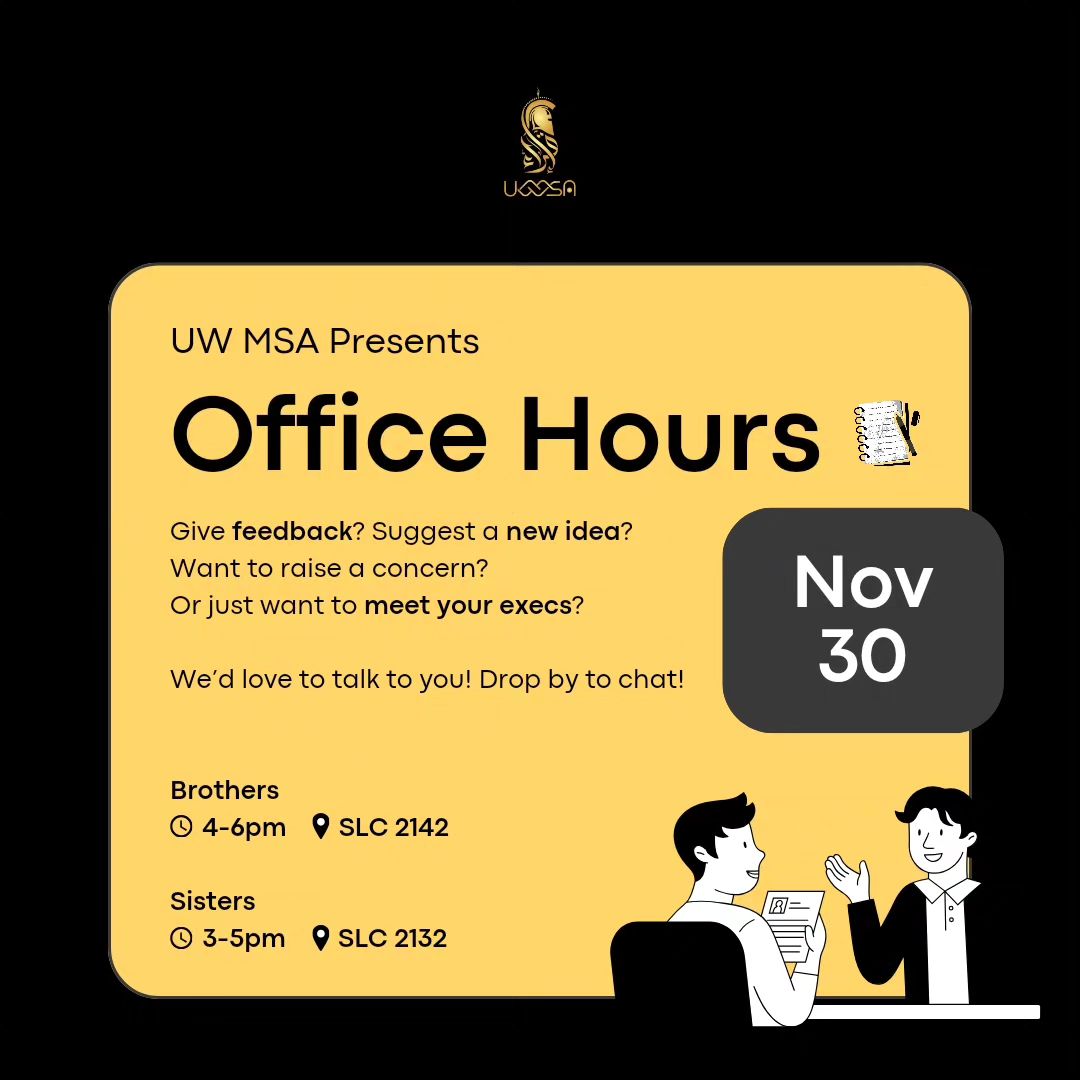 UWMSA
UW MSA Presents
Office Hours
Give feedback? Suggest a new idea?
Want to raise a concern?
Or just want to meet your execs?
We’d love to talk to you! Drop by to chat!
Nov
30
Brothers
4-6pm SLC 2142
Sisters
3-5pm SLC 2132